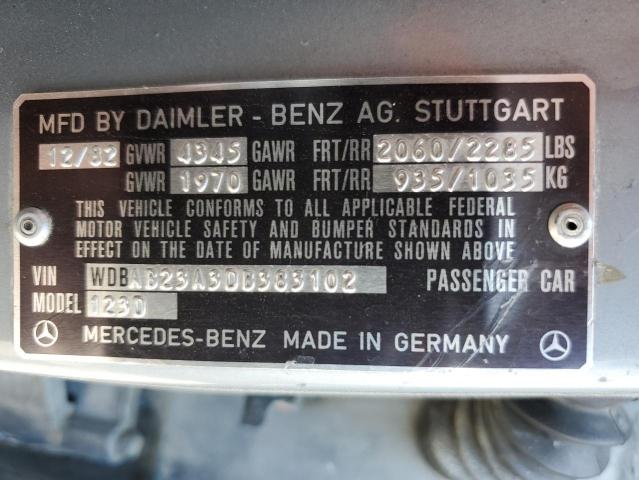 MFD BY DAIMLER - BENZ AG. STUTTGART
12/82 GVWR 4345 GAWR FRT/RR 2060/2285 LBS
GVWR 1970 GAWR FRT/RR 935/1035 KG
THIS VEHICLE CONFORMS TO ALL APPLICABLE FEDERAL
MOTOR VEHICLE SAFETY AND BUMPER STANDARDS IN
EFFECT ON THE DATE OF MANUFACTURE SHOWN ABOVE
VIN WDBAB23A3DB383102 PASSENGER CAR
MODEL 123D
MERCEDES-BENZ MADE IN GERMANY